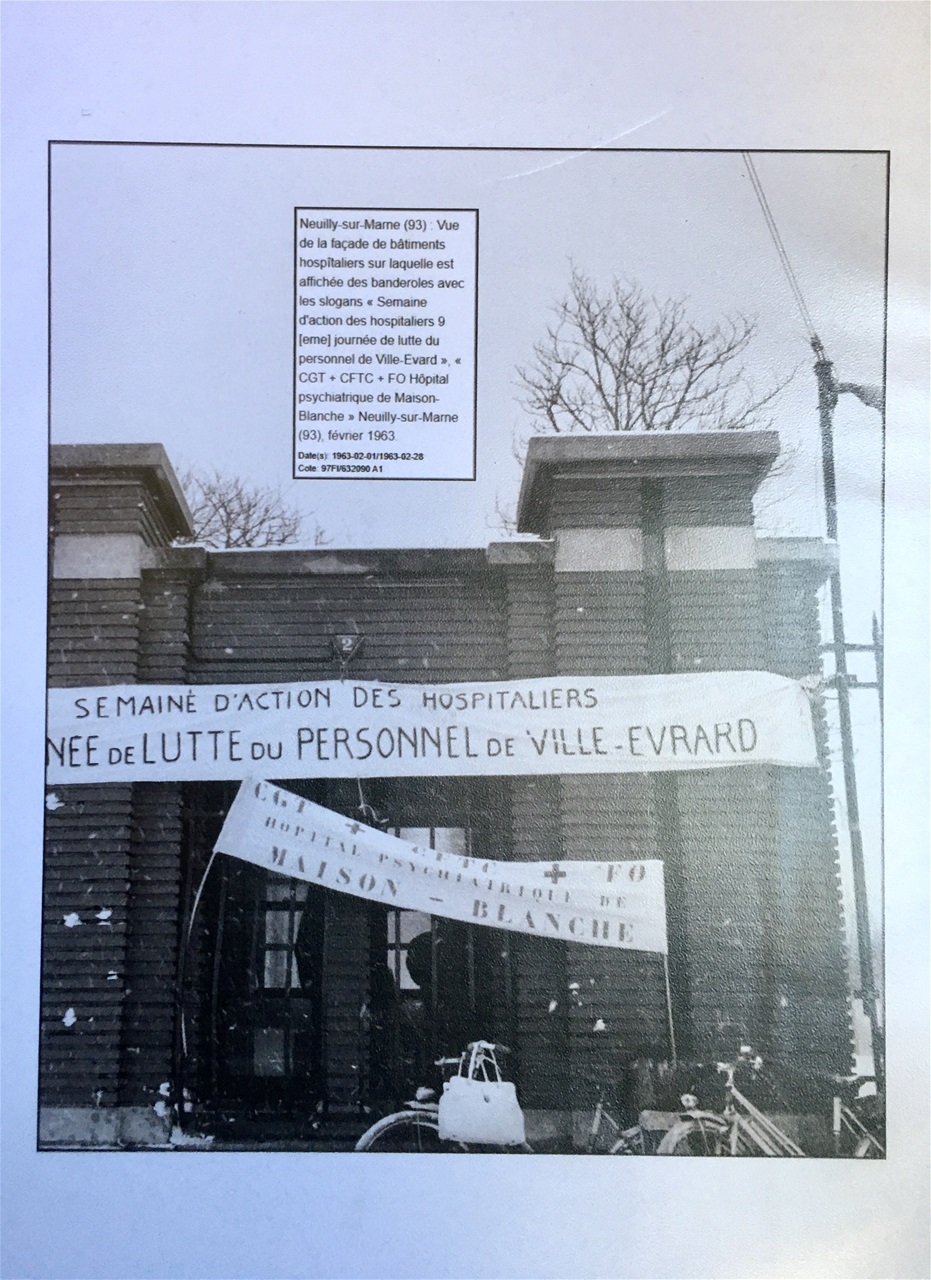 Neuilly-sur-Marne (93) : Vue
de la façade de bâtiments
hospîtaliers sur laquelle est
affichée des banderoles avec
les slogans « Semaine
d'action des hospitaliers 9
[eme] journée de lutte du
personnel de Ville-Evard », «
CGT + CFTC + FO Hôpital
psychiatrique de Maison-
Blanche » Neuilly-sur-Marne
(93), février 1963.
Date(s): 1963-02-01/1963-02-28
Cote: 97FI/632090 A1
2
SEMAINE D'ACTION DES HOSPITALIERS
NEE DE LUTTE DU PERSONNEL DE VILLE-EVRARD
CGT + CFTC + FO
HOPITAL PSYCHIATRIQUE DE
MAISON - BLANCHE